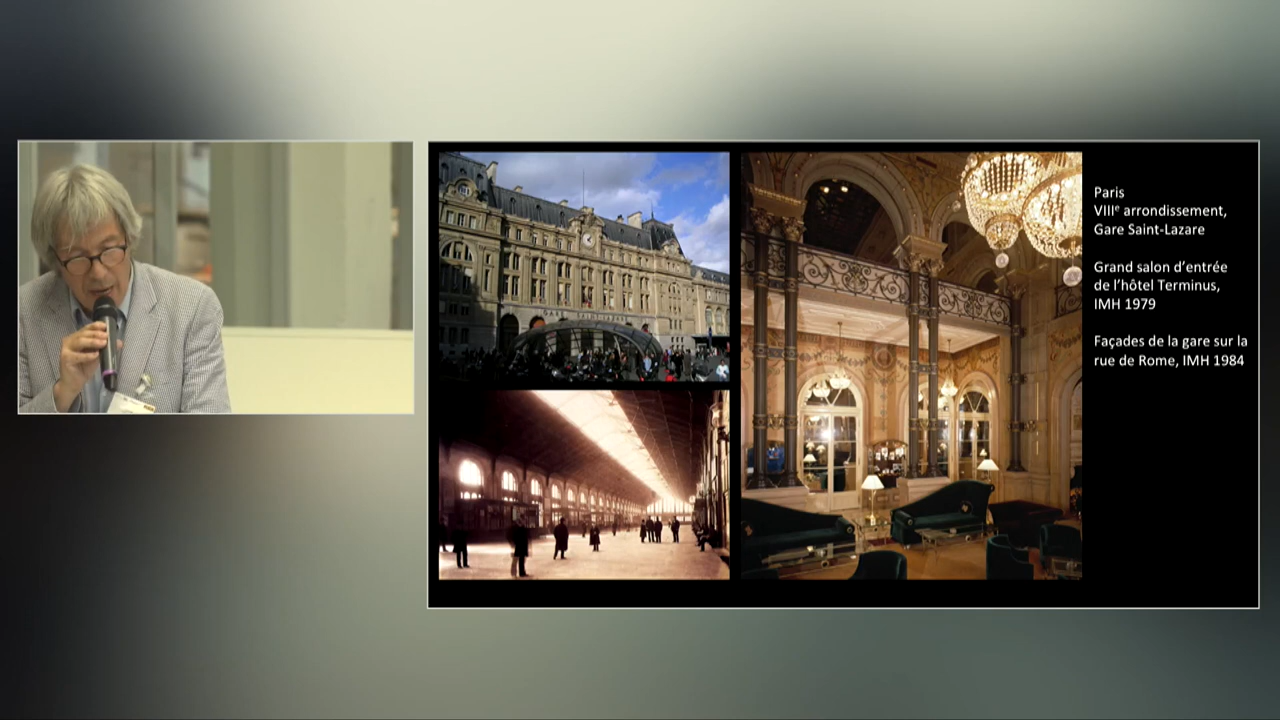 Paris
VIIIe arrondissement,
Gare Saint-Lazare
Grand salon d'entrée
de l'hôtel Terminus,
IMH 1979
Façades de la gare sur la
rue de Rome, IMH 1984